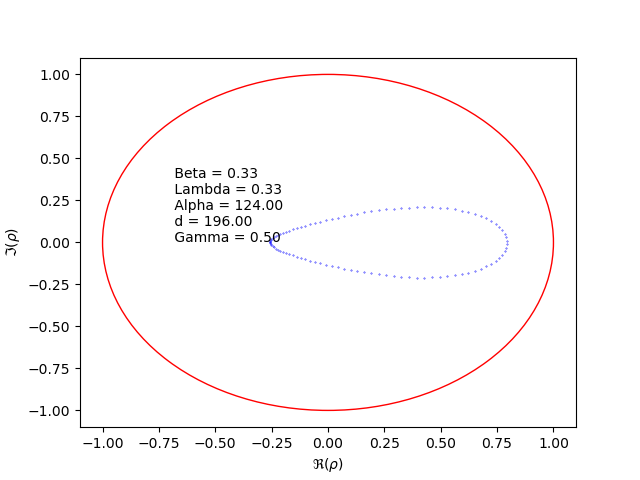 1.00
0.75
0.50
0.25
0.00
−0.25
−0.50
−0.75
−1.00
ℑ(ρ)
Beta = 0.33
Lambda = 0.33
Alpha = 124.00
d = 196.00
Gamma = 0.50
−1.00 −0.75 −0.50 −0.25 0.00 0.25 0.50 0.75 1.00
ℜ(ρ)